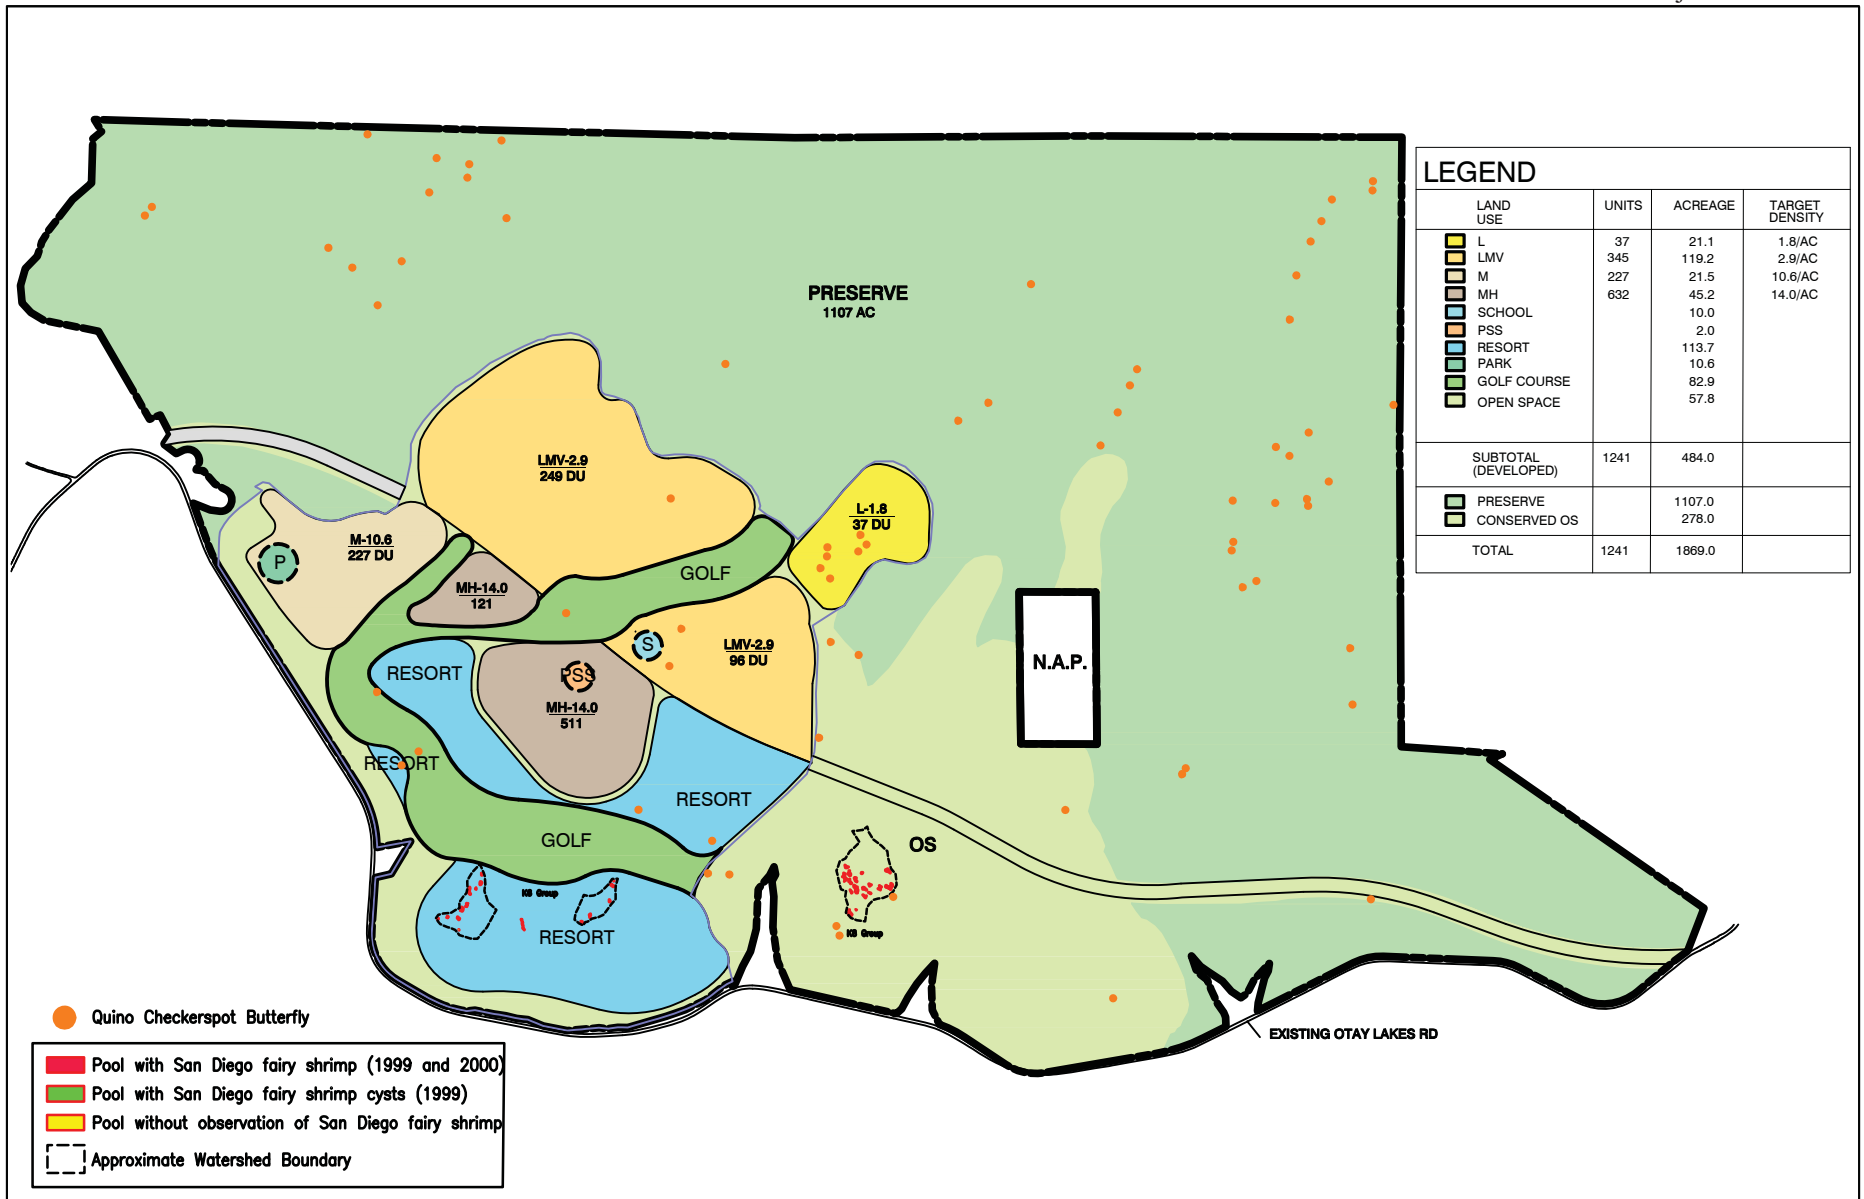 PRESERVE
1107 AC
LMV-2.9
249 DU
L-1.8
37 DU
M-10.6
227 DU
P
MH-14.0
121
GOLF
S
LMV-2.9
96 DU
RESORT
PSS
MH-14.0
511
N.A.P.
RESORT
RESORT
GOLF
OS
K8 Group
RESORT
K8 Group
EXISTING OTAY LAKES RD
LEGEND
LAND USE UNITS ACREAGE TARGET DENSITY
L 37 21.1 1.8/AC
LMV 345 119.2 2.9/AC
M 227 21.5 10.6/AC
MH 632 45.2 14.0/AC
SCHOOL 10.0
PSS 2.0
RESORT 113.7
PARK 10.6
GOLF COURSE 82.9
OPEN SPACE 57.8
SUBTOTAL (DEVELOPED) 1241 484.0
PRESERVE 1107.0
CONSERVED OS 278.0
TOTAL 1241 1869.0
Quino Checkerspot Butterfly
Pool with San Diego fairy shrimp (1999 and 2000)
Pool with San Diego fairy shrimp cysts (1999)
Pool without observation of San Diego fairy shrimp
Approximate Watershed Boundary